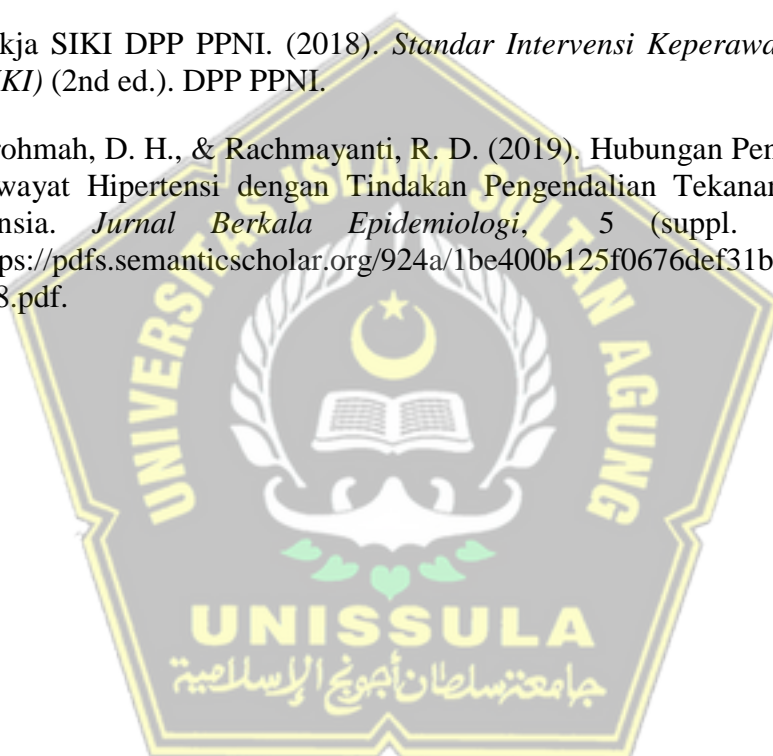 kja SIKI DPP PPNI. (2018). Standar Intervensi Keperawa
IKI) (2nd ed.). DPP PPNI.
rohmah, D. H., & Rachmayanti, R. D. (2019). Hubungan Pen
wayat Hipertensi dengan Tindakan Pengendalian Tekanan
nsia. Jurnal Berkala Epidemiologi, 5 (suppl.
ps://pdfs.semanticscholar.org/924a/1be400b125f0676def31b
8.pdf.
UNIVERSITAS ISLAM SULTAN AGUNG
UNISSULA
جامعة سلطان أجونج الإسلامية